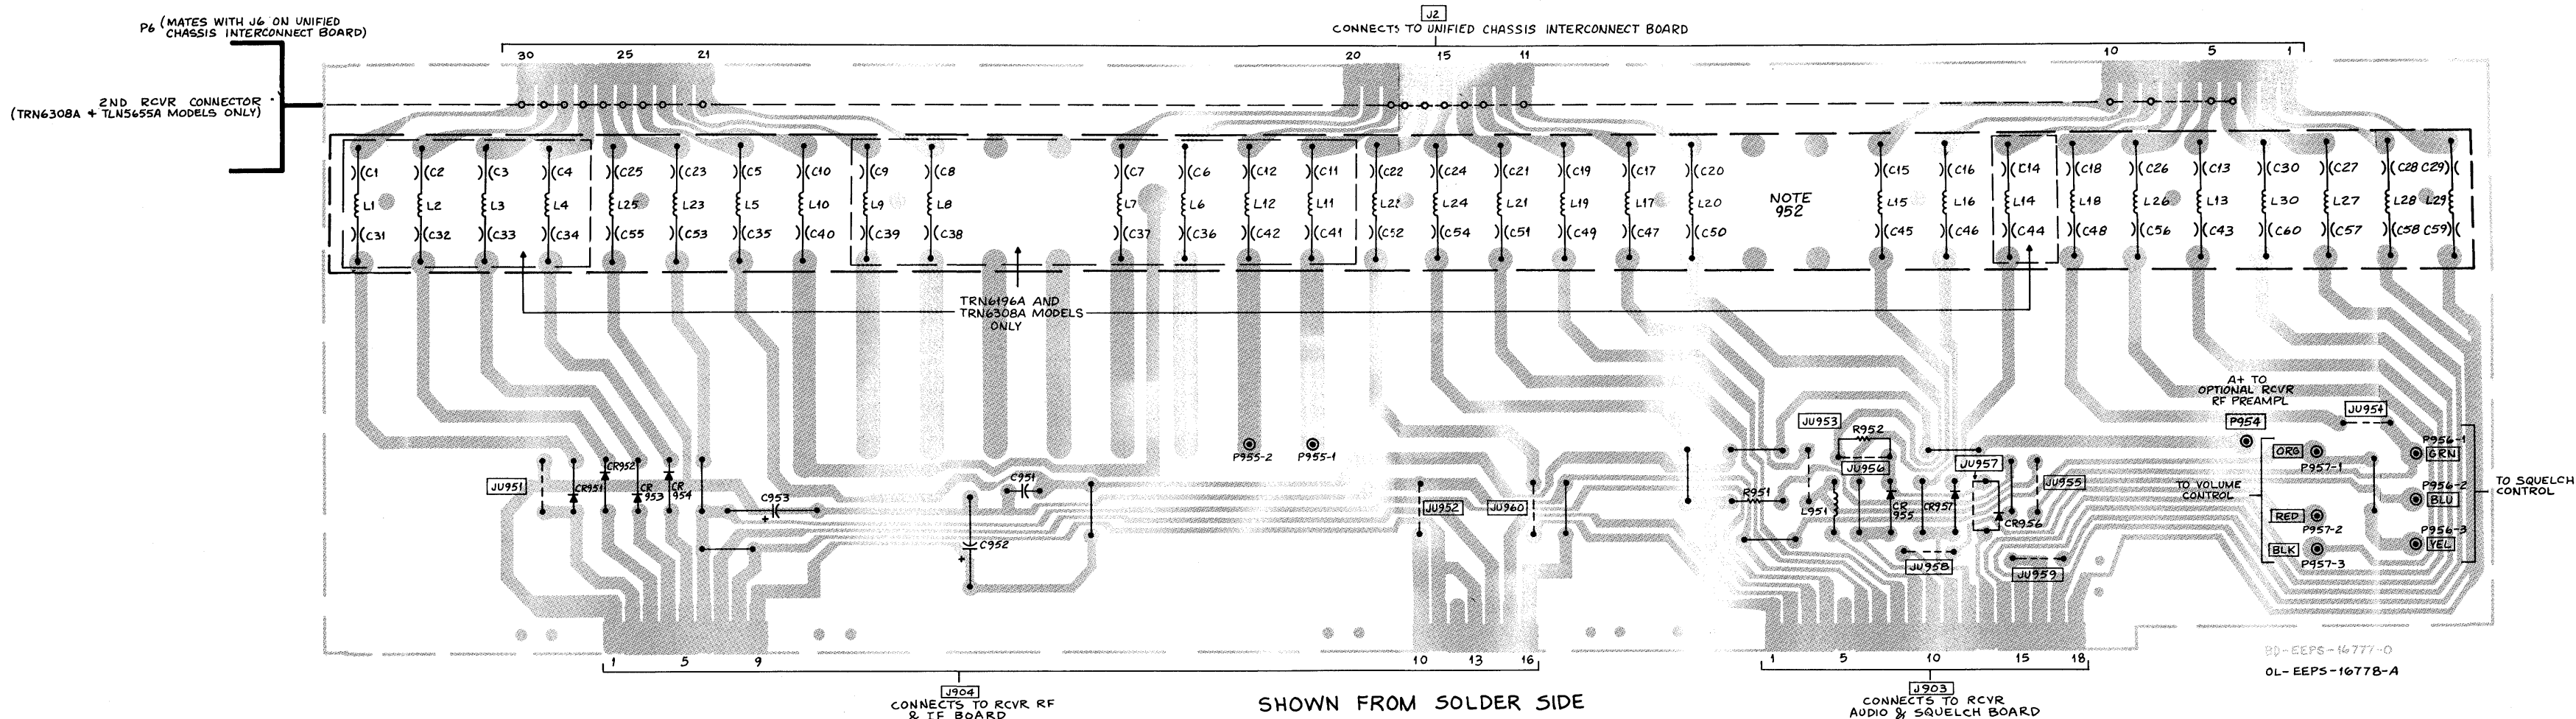 P6 (MATES WITH J6 ON UNIFIED
CHASSIS INTERCONNECT BOARD)
J2
CONNECTS TO UNIFIED CHASSIS INTERCONNECT BOARD
30 25 21 20 15 11 10 5 1
2ND RCVR CONNECTOR
(TRN6308A + TLN5655A MODELS ONLY)
C1 C2 C3 C4 C25 C23 C5 C10 C9 C8 C7 C6 C12 C11 C22 C24 C21 C19 C17 C20 C15 C16 C14 C18 C26 C13 C30 C27 C28 C29
L1 L2 L3 L4 L25 L23 L5 L10 L9 L8 L7 L6 L12 L11 L22 L24 L21 L19 L17 L20 NOTE L15 L16 L14 L18 L26 L13 L30 L27 L28 L29
952
C31 C32 C33 C34 C55 C53 C35 C40 C39 C38 C37 C36 C42 C41 C52 C54 C51 C49 C47 C50 C45 C46 C44 C48 C56 C43 C60 C57 C58 C59
TRN6196A AND
TRN6308A MODELS
ONLY
A+ TO
OPTIONAL RCVR
RF PREAMPL
P954
JU954
JU953
R952
P955-2 P955-1
P956-1
ORG
GRN
P957-1
CR952
JU951
CR951
CR
953
CR
954
C951
C953
+
JU956
JU957
JU955
TO VOLUME
CONTROL
P956-2
BLU
TO SQUELCH
CONTROL
R951
JU952
JU960
L951
CR
955
CR957
CR956
RED
P957-2
P956-3
YEL
C952
+
BLK
P957-3
JU958
JU959
1 5 9 10 13 16 1 5 10 15 18
BD-EEPS-16777-O
OL-EEPS-16778-A
J904
CONNECTS TO RCVR RF
& IF BOARD
SHOWN FROM SOLDER SIDE
J903
CONNECTS TO RCVR
AUDIO & SQUELCH BOARD